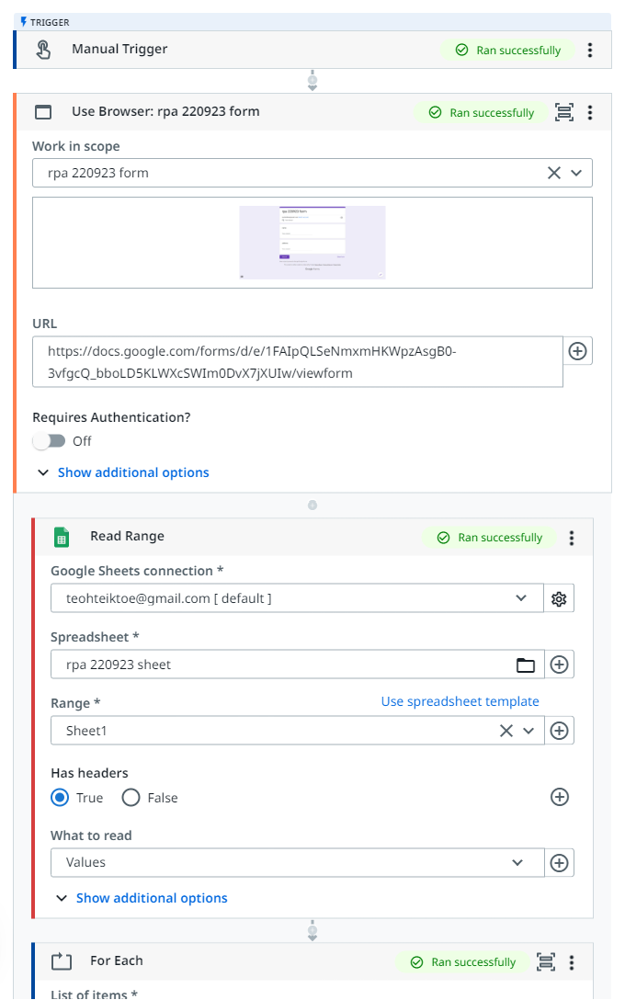 TRIGGER
Manual Trigger
Ran successfully
Use Browser: rpa 220923 form
Ran successfully
Work in scope
rpa 220923 form
rpa 220923 form
URL
https://docs.google.com/forms/d/e/1FAIpQLSeNmxmHKWpzAsgB0-
3vfgcQ_bboLD5KLWXcSWIm0DvX7jXUIw/viewform
Requires Authentication?
Off
Show additional options
Read Range
Ran successfully
Google Sheets connection *
teohteiktoe@gmail.com [ default ]
Spreadsheet *
rpa 220923 sheet
Range *
Use spreadsheet template
Sheet1
Has headers
True
False
What to read
Values
Show additional options
For Each
Ran successfully
List of items *